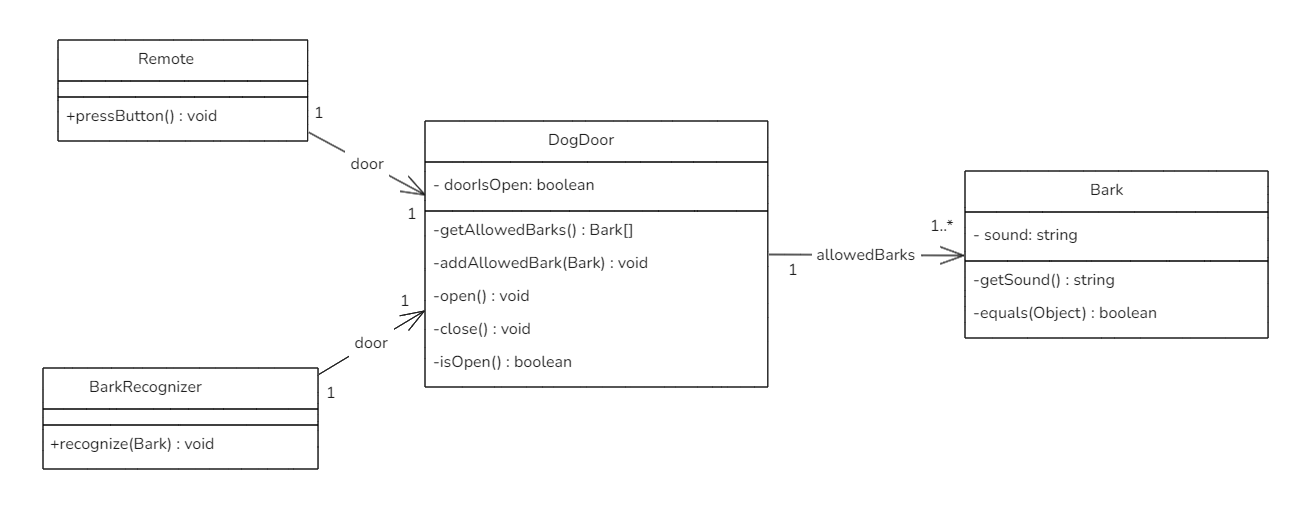 Remote
+pressButton() : void
1
door
1
DogDoor
- doorIsOpen: boolean
-getAllowedBarks() : Bark[]
-addAllowedBark(Bark) : void
-open() : void
-close() : void
-isOpen() : boolean
1
door
1
BarkRecognizer
+recognize(Bark) : void
1
allowedBarks
1..*
Bark
- sound: string
-getSound() : string
-equals(Object) : boolean